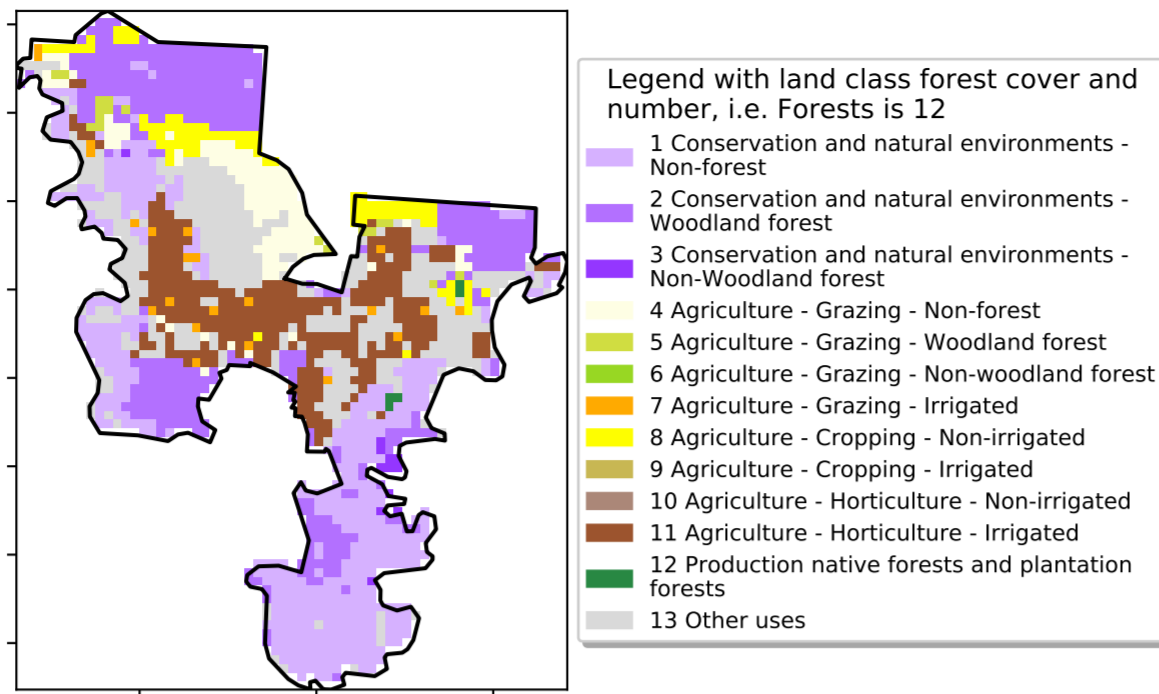 Legend with land class forest cover and
number, i.e. Forests is 12
1 Conservation and natural environments -
Non-forest
2 Conservation and natural environments -
Woodland forest
3 Conservation and natural environments -
Non-Woodland forest
4 Agriculture - Grazing - Non-forest
5 Agriculture - Grazing - Woodland forest
6 Agriculture - Grazing - Non-woodland forest
7 Agriculture - Grazing - Irrigated
8 Agriculture - Cropping - Non-irrigated
9 Agriculture - Cropping - Irrigated
10 Agriculture - Horticulture - Non-irrigated
11 Agriculture - Horticulture - Irrigated
12 Production native forests and plantation
forests
13 Other uses